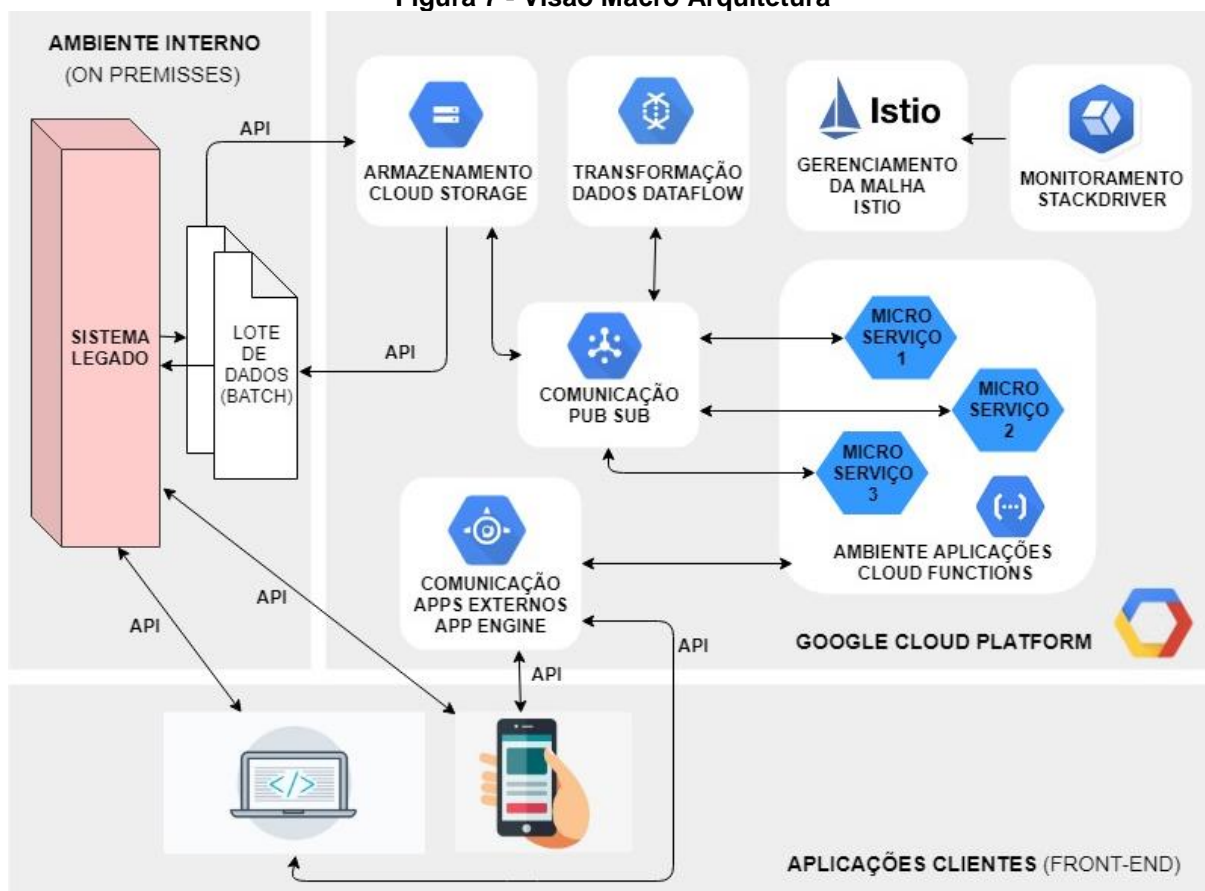 Figura 7 - Visão Macro Arquitetura
AMBIENTE INTERNO
(ON PREMISSES)
API
SISTEMA
LEGADO
LOTE
DE
DADOS
(BATCH)
API
ARMAZENAMENTO
CLOUD STORAGE
TRANSFORMAÇÃO
DADOS DATAFLOW
Istio
GERENCIAMENTO
DA MALHA
ISTIO
MONITORAMENTO
STACKDRIVER
COMUNICAÇÃO
PUB SUB
MICRO
SERVIÇO
1
MICRO
SERVIÇO
2
MICRO
SERVIÇO
3
AMBIENTE APLICAÇÕES
CLOUD FUNCTIONS
COMUNICAÇÃO
APPS EXTERNOS
APP ENGINE
API
API
API
API
GOOGLE CLOUD PLATFORM
</>
APLICAÇÕES CLIENTES (FRONT-END)